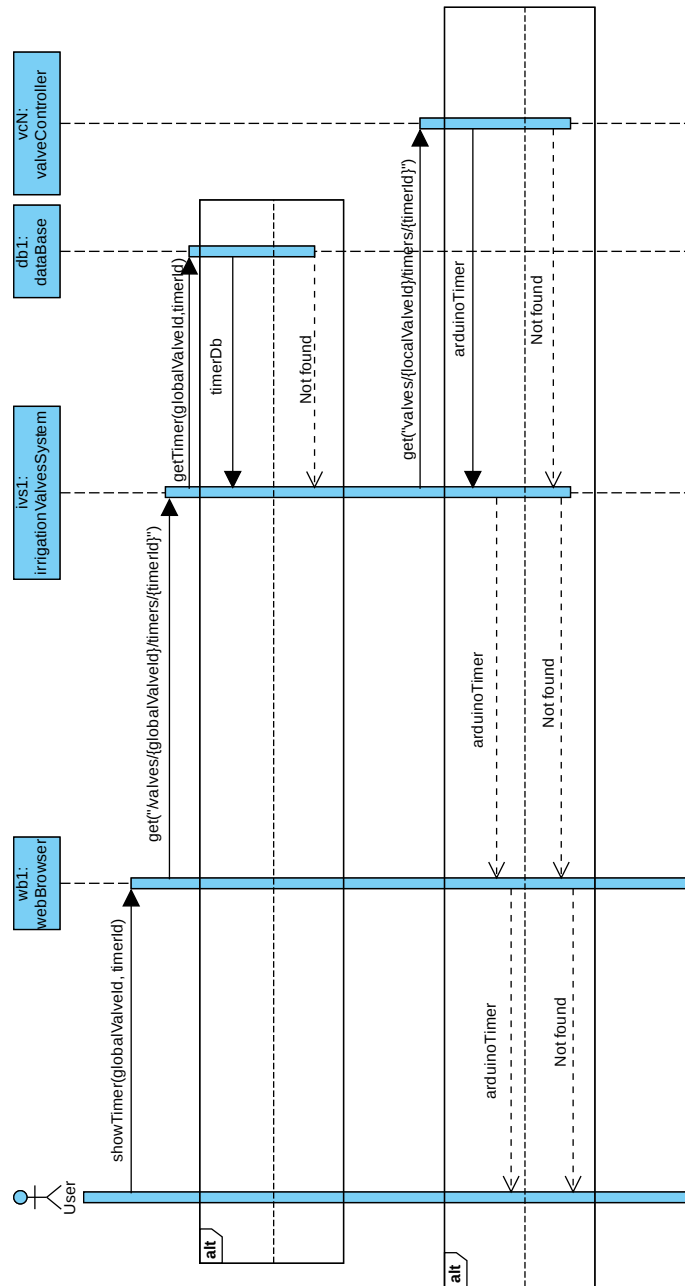 User
wb1:
webBrowser
ivs1:
irrigationValvesSystem
db1:
dataBase
vcN:
valveController
showTimer(globalValveId, timerId)
get("/valves/{globalValveId}/timers/{timerId}")
alt
getTimer(globalValveId,timerId)
timerDb
Not found
alt
get("valves/{localValveId}/timers/{timerId}")
arduinoTimer
arduinoTimer
arduinoTimer
Not found
Not found
Not found